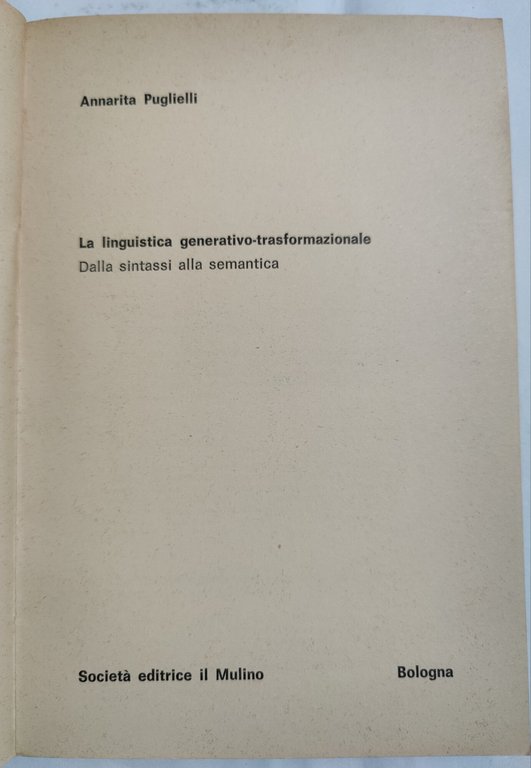 Annarita Puglielli
La linguistica generativo-trasformazionale
Dalla sintassi alla semantica
Società editrice il Mulino Bologna